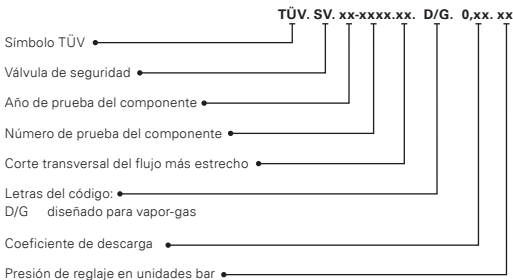 TÜV. SV. xx-xxxx.xx. D/G. 0,xx. xx
Símbolo TÜV
Válvula de seguridad
Año de prueba del componente
Número de prueba del componente
Corte transversal del flujo más estrecho
Letras del código:
D/G diseñado para vapor-gas
Coeficiente de descarga
Presión de reglaje en unidades bar